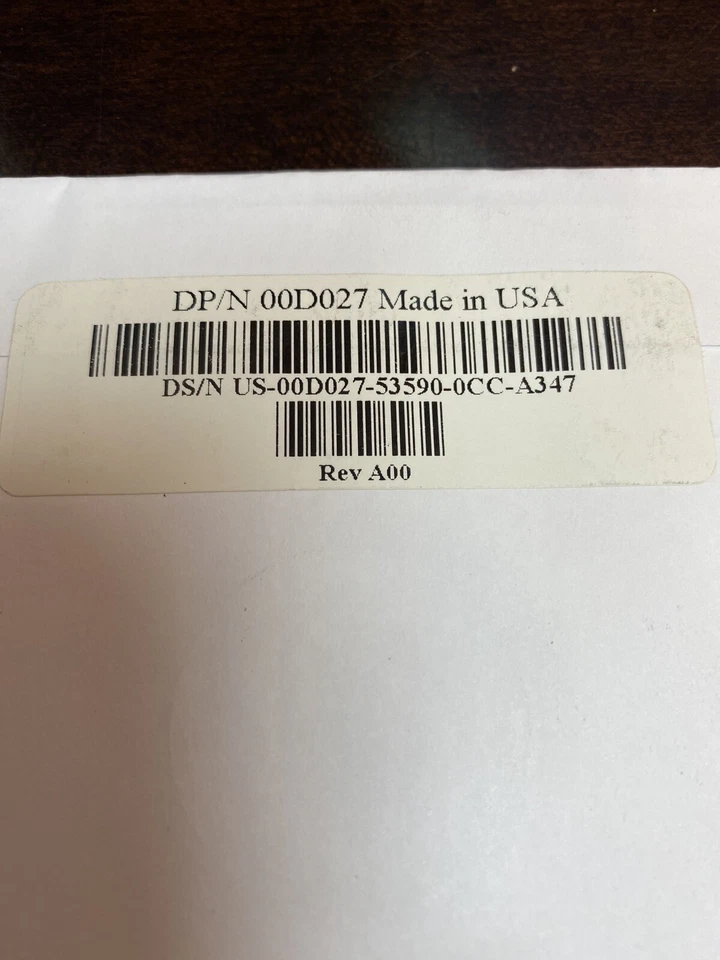 DP/N 00D027 Made in USA
DS/N US-00D027-53590-0CC-A347
Rev A00